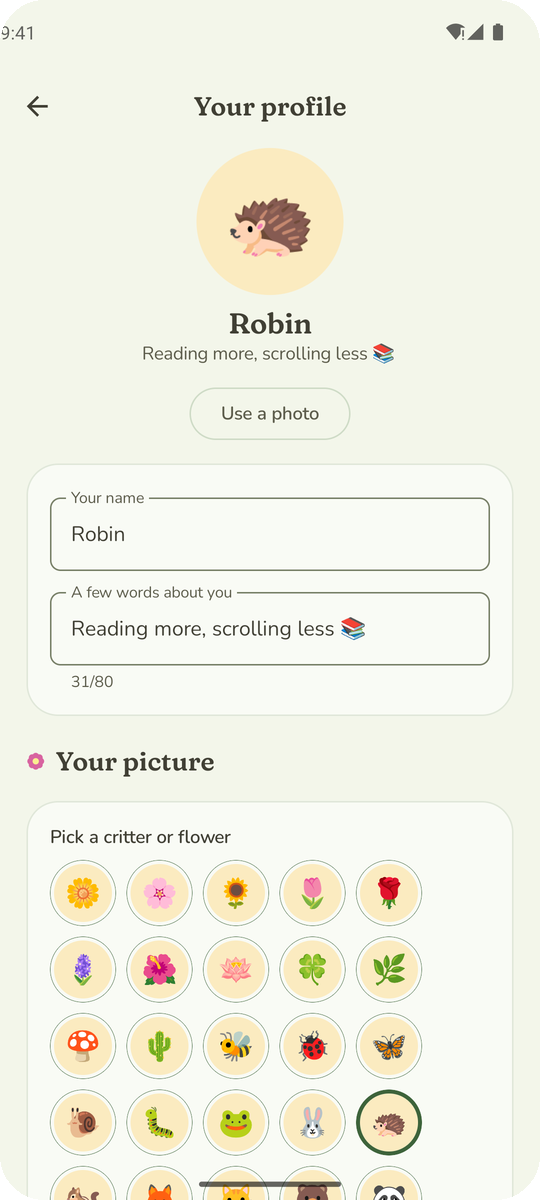 9:41
Your profile
Robin
Reading more, scrolling less 📚
Use a photo
Your name
Robin
A few words about you
Reading more, scrolling less 📚
31/80
Your picture
Pick a critter or flower